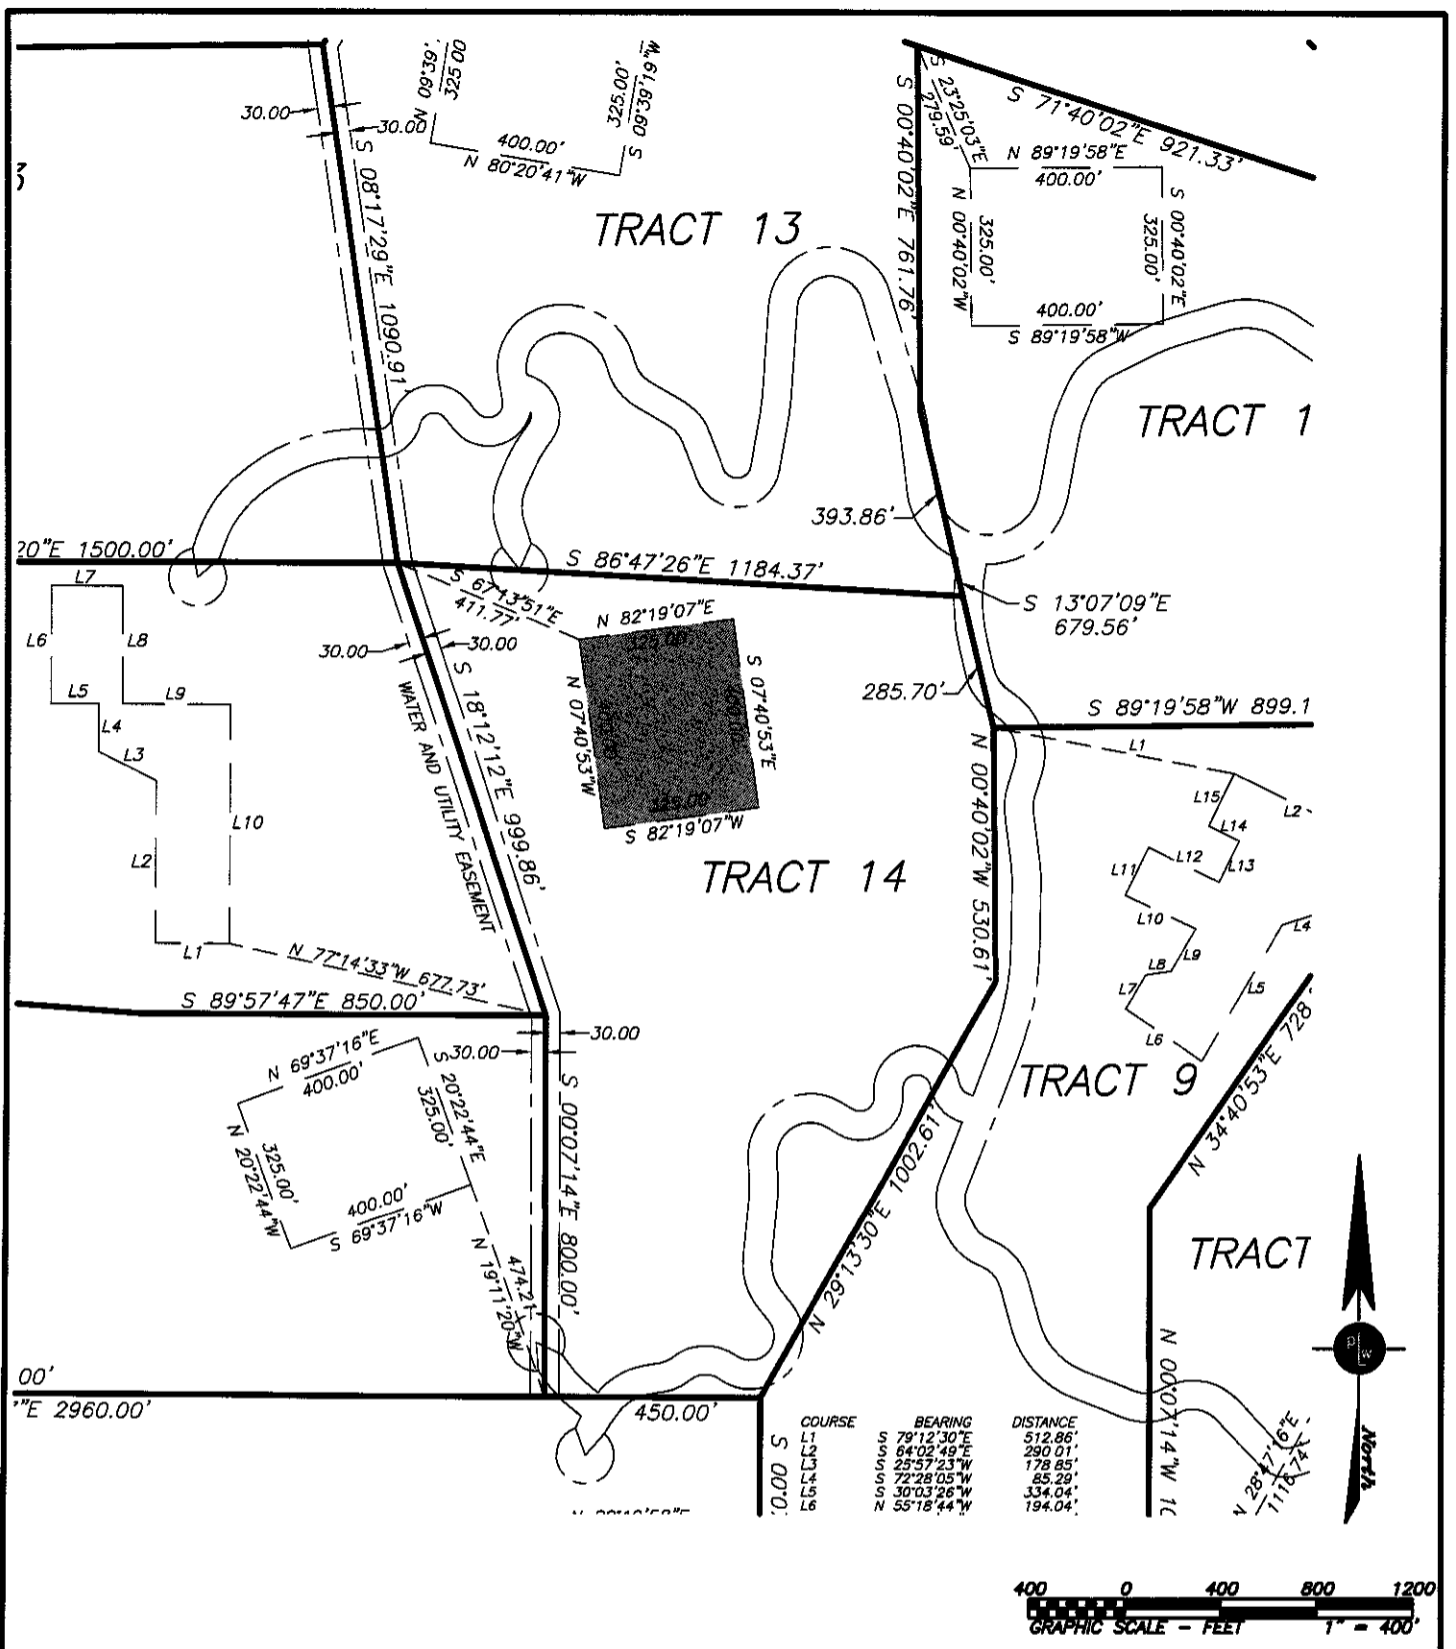 N 09°39'
325.00
325.00'
S 09°39'19"W
400.00'
N 80°20'41"W
30.00
30.00
S 08°17'29"E 1090.91'
TRACT 13
S 23°25'03"E
279.59'
S 00°40'02"E 761.76'
S 71°40'02"E 921.33'
N 89°19'58"E
400.00'
N 00°40'02"W
325.00'
S 00°40'02"E
325.00'
400.00'
S 89°19'58"W
TRACT 1
393.86'
20"E 1500.00'
S 86°47'26"E 1184.37'
S 67°13'51"E
411.77'
S 13°07'09"E
679.56'
285.70'
S 89°19'58"W 899.1
L7
L6
L8
L5
L9
L4
L3
L2
L10
L1
30.00
30.00
WATER AND UTILITY EASEMENT
S 18°12'12"E 999.86'
N 82°19'07"E
325.00'
N 07°40'53"W
S 07°40'53"E
325.00'
S 82°19'07"W
TRACT 14
N 00°40'02"W 530.61'
L1
L15
L2
L14
L12
L13
L11
L10
L9
L8
L7
L6
L5
L4
N 77°14'33"W 677.73'
S 89°57'47"E 850.00'
30.00
30.00
N 69°37'16"E
400.00'
S 20°22'44"E
325.00'
N 20°22'44"W
325.00'
400.00'
S 69°37'16"W
N 19°11'20"W
474.21'
S 00°07'14"E 800.00'
TRACT 9
N 34°40'53"E 728
N 29°13'30"E 1002.61'
TRACT
N 00°07'14"W 10
N 28°47'16"E
1116.74'
00'
"E 2960.00'
450.00'
S 00°0
COURSE BEARING DISTANCE
L1 S 79°12'30"E 512.86'
L2 S 64°02'49"E 290.01'
L3 S 25°57'23"W 178.85'
L4 S 72°28'05"W 85.29'
L5 S 30°03'26"W 334.04'
L6 N 55°18'44"W 194.04'
p w
North
400 0 400 800 1200
GRAPHIC SCALE - FEET 1" = 400'